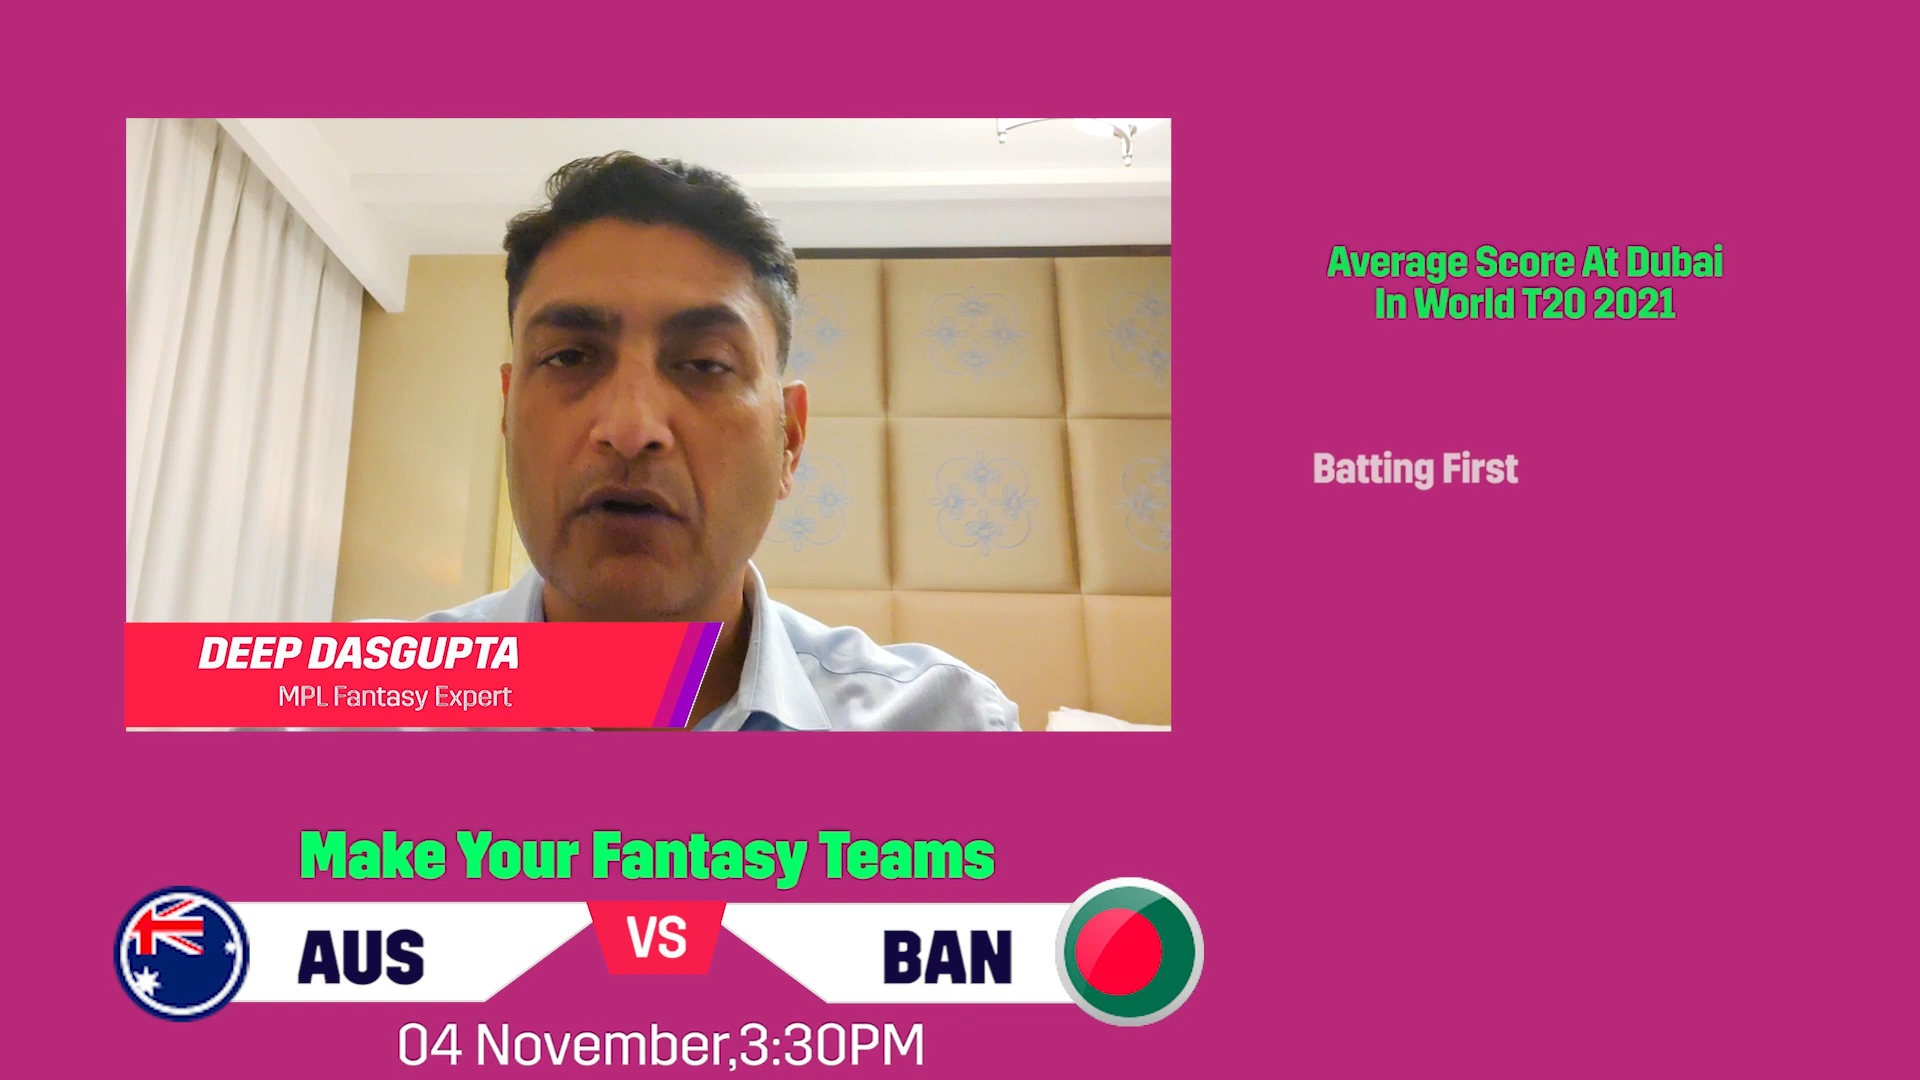 Average Score At Dubai
In World T20 2021
Batting First
DEEP DASGUPTA
MPL Fantasy Expert
Make Your Fantasy Teams
AUS VS BAN
04 November,3:30PM